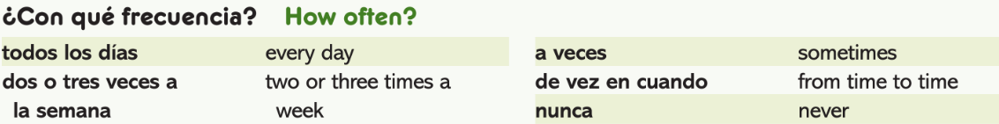 ¿Con qué frecuencia? How often?
todos los días every day
dos o tres veces a two or three times a
la semana week
a veces sometimes
de vez en cuando from time to time
nunca never